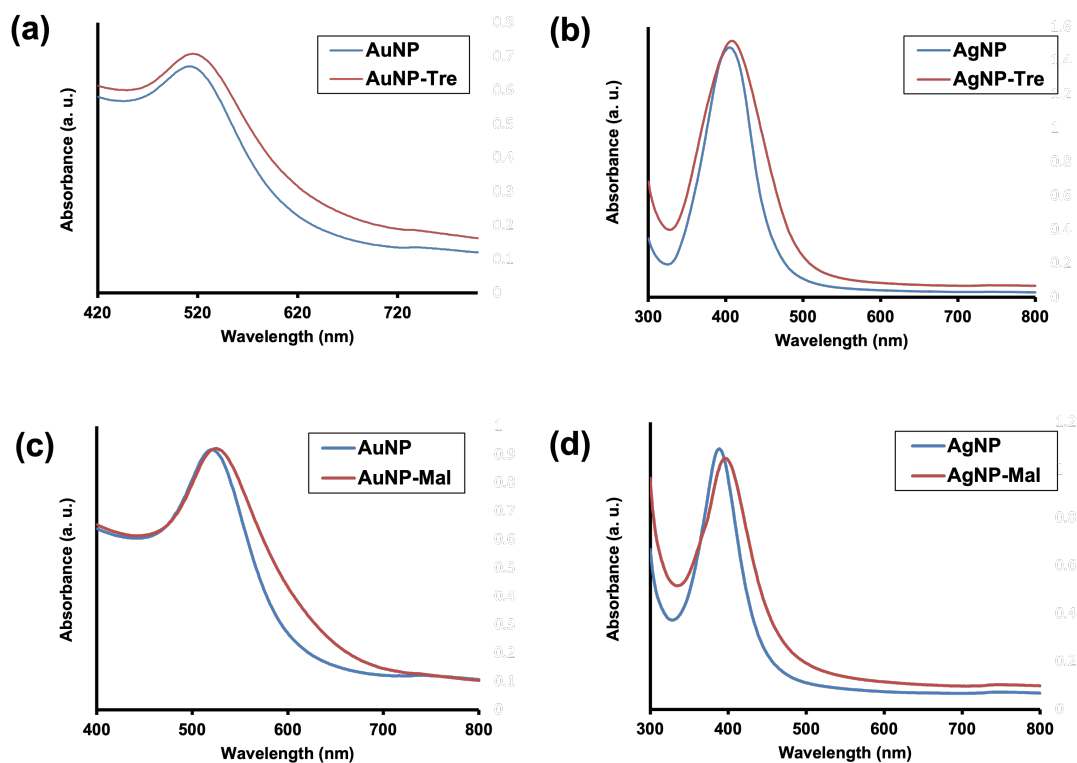 (a)
AuNP
AuNP-Tre
Absorbance (a. u.)
0.8
0.7
0.6
0.5
0.4
0.3
0.2
0.1
0
420 520 620 720
Wavelength (nm)
(b)
AgNP
AgNP-Tre
Absorbance (a. u.)
1.6
1.4
1.2
1
0.8
0.6
0.4
0.2
0
300 400 500 600 700 800
Wavelength (nm)
(c)
AuNP
AuNP-Mal
Absorbance (a. u.)
1
0.9
0.8
0.7
0.6
0.5
0.4
0.3
0.2
0.1
0
400 500 600 700 800
Wavelength (nm)
(d)
AgNP
AgNP-Mal
Absorbance (a. u.)
1.2
0.8
0.6
0.4
0.2
0
300 400 500 600 700 800
Wavelength (nm)